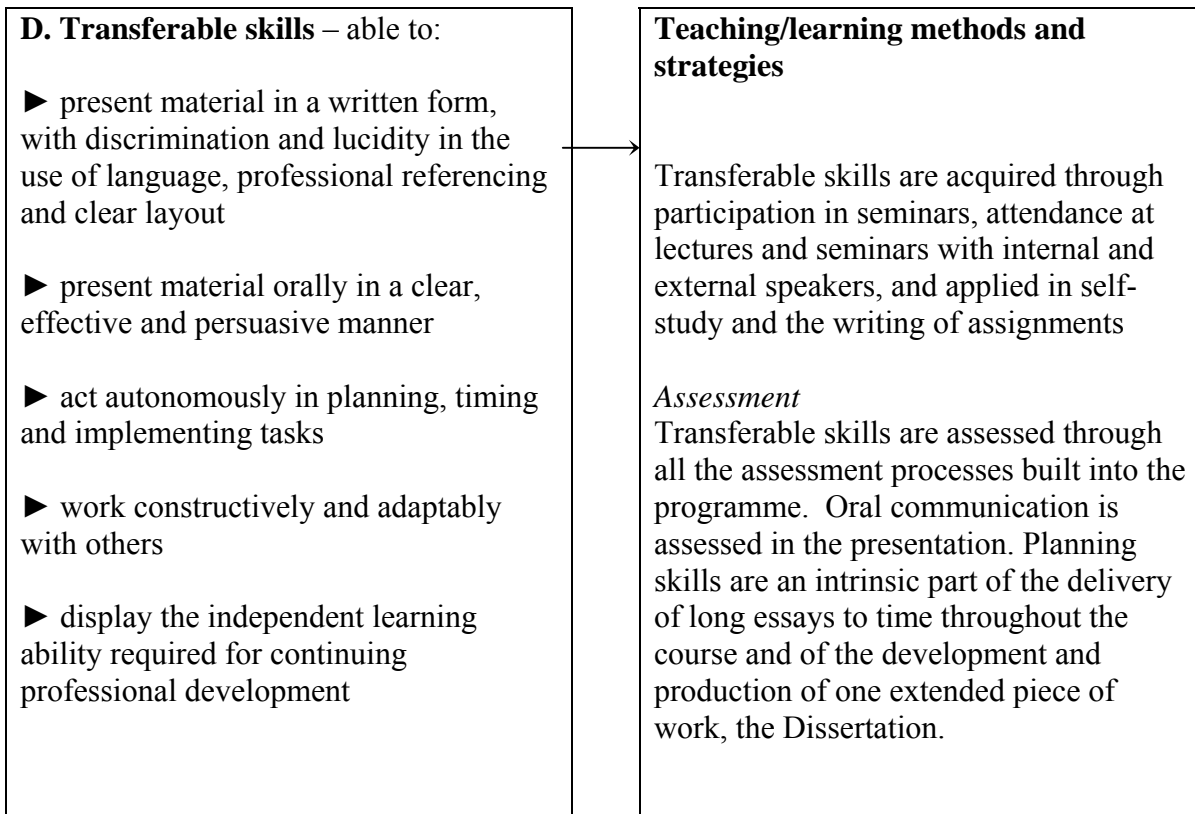 D. Transferable skills – able to:
► present material in a written form,
with discrimination and lucidity in the
use of language, professional referencing
and clear layout
► present material orally in a clear,
effective and persuasive manner
► act autonomously in planning, timing
and implementing tasks
► work constructively and adaptably
with others
► display the independent learning
ability required for continuing
professional development
Teaching/learning methods and
strategies
Transferable skills are acquired through
participation in seminars, attendance at
lectures and seminars with internal and
external speakers, and applied in self-
study and the writing of assignments
Assessment
Transferable skills are assessed through
all the assessment processes built into the
programme.  Oral communication is
assessed in the presentation. Planning
skills are an intrinsic part of the delivery
of long essays to time throughout the
course and of the development and
production of one extended piece of
work, the Dissertation.